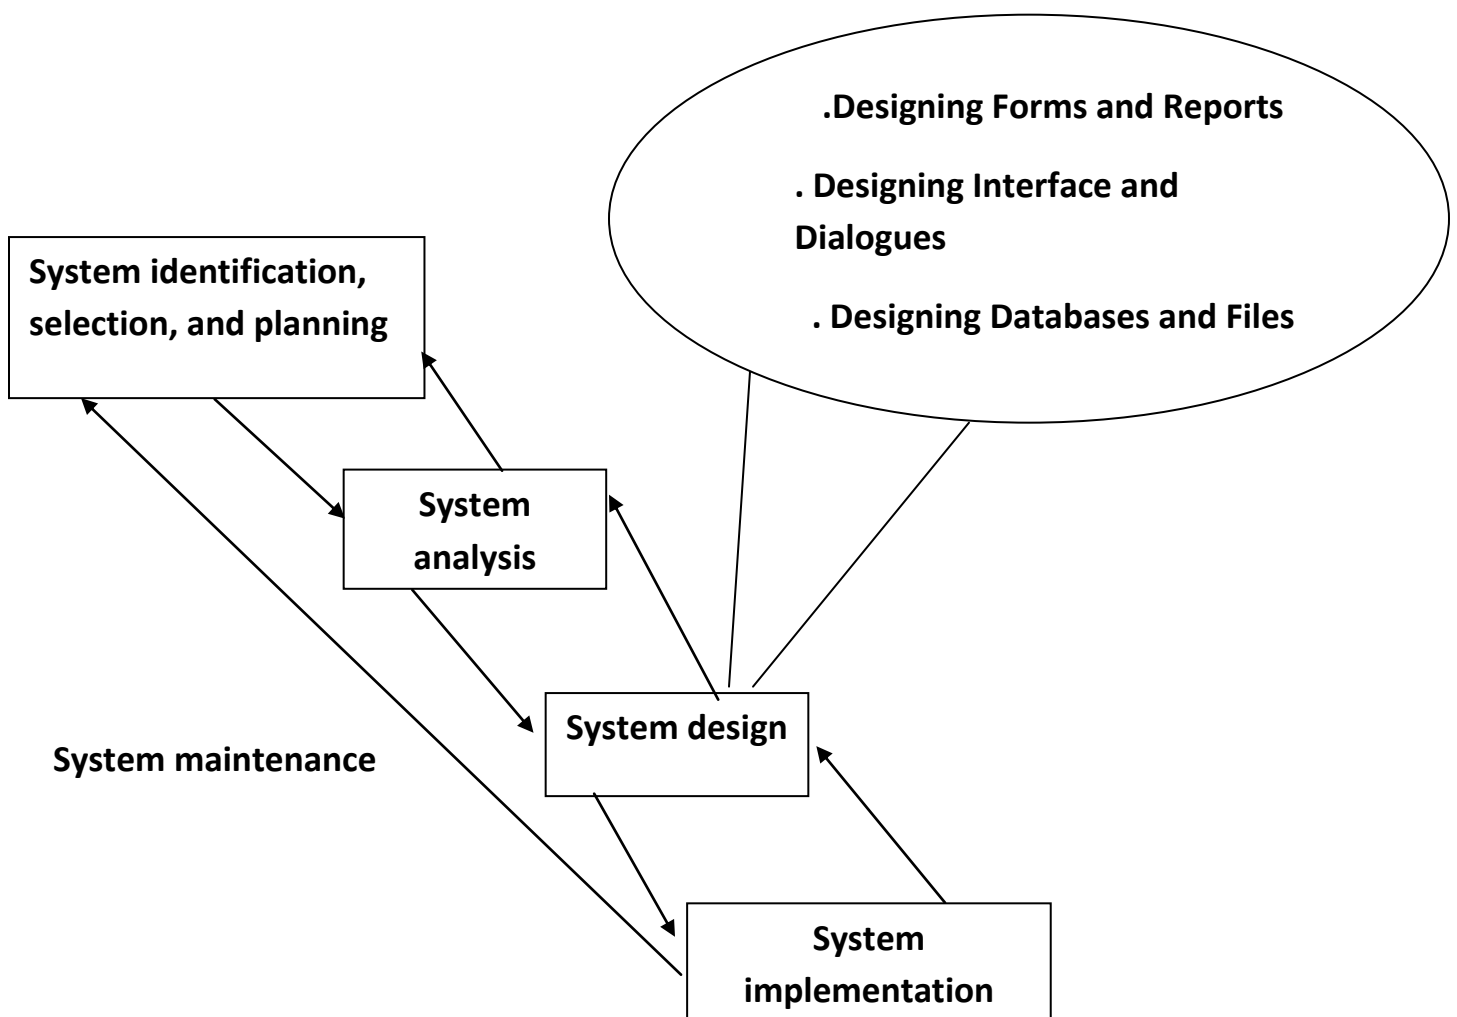 .Designing Forms and Reports
. Designing Interface and
Dialogues
. Designing Databases and Files
System identification,
selection, and planning
System
analysis
System design
System maintenance
System
implementation